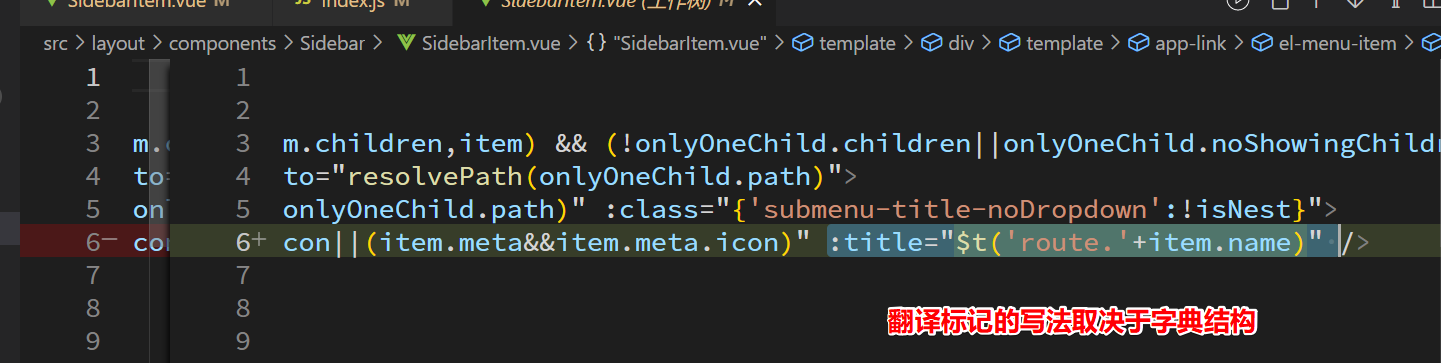 SidebarItem.vue M index.js M SidebarItem.vue (工作树) M
src > layout > components > Sidebar > SidebarItem.vue > {} "SidebarItem.vue" > template > div > template > app-link > el-menu-item >
1 1
2 2
3 m.c 3 m.children,item) && (!onlyOneChild.children||onlyOneChild.noShowingChildr
4 to= 4 to="resolvePath(onlyOneChild.path)">
5 onl 5 onlyOneChild.path)" :class="{'submenu-title-noDropdown':!isNest}">
6− con 6+ con||(item.meta&&item.meta.icon)" :title="$t('route.'+item.name)" />
7 7
8 8
翻译标记的写法取决于字典结构
9 9